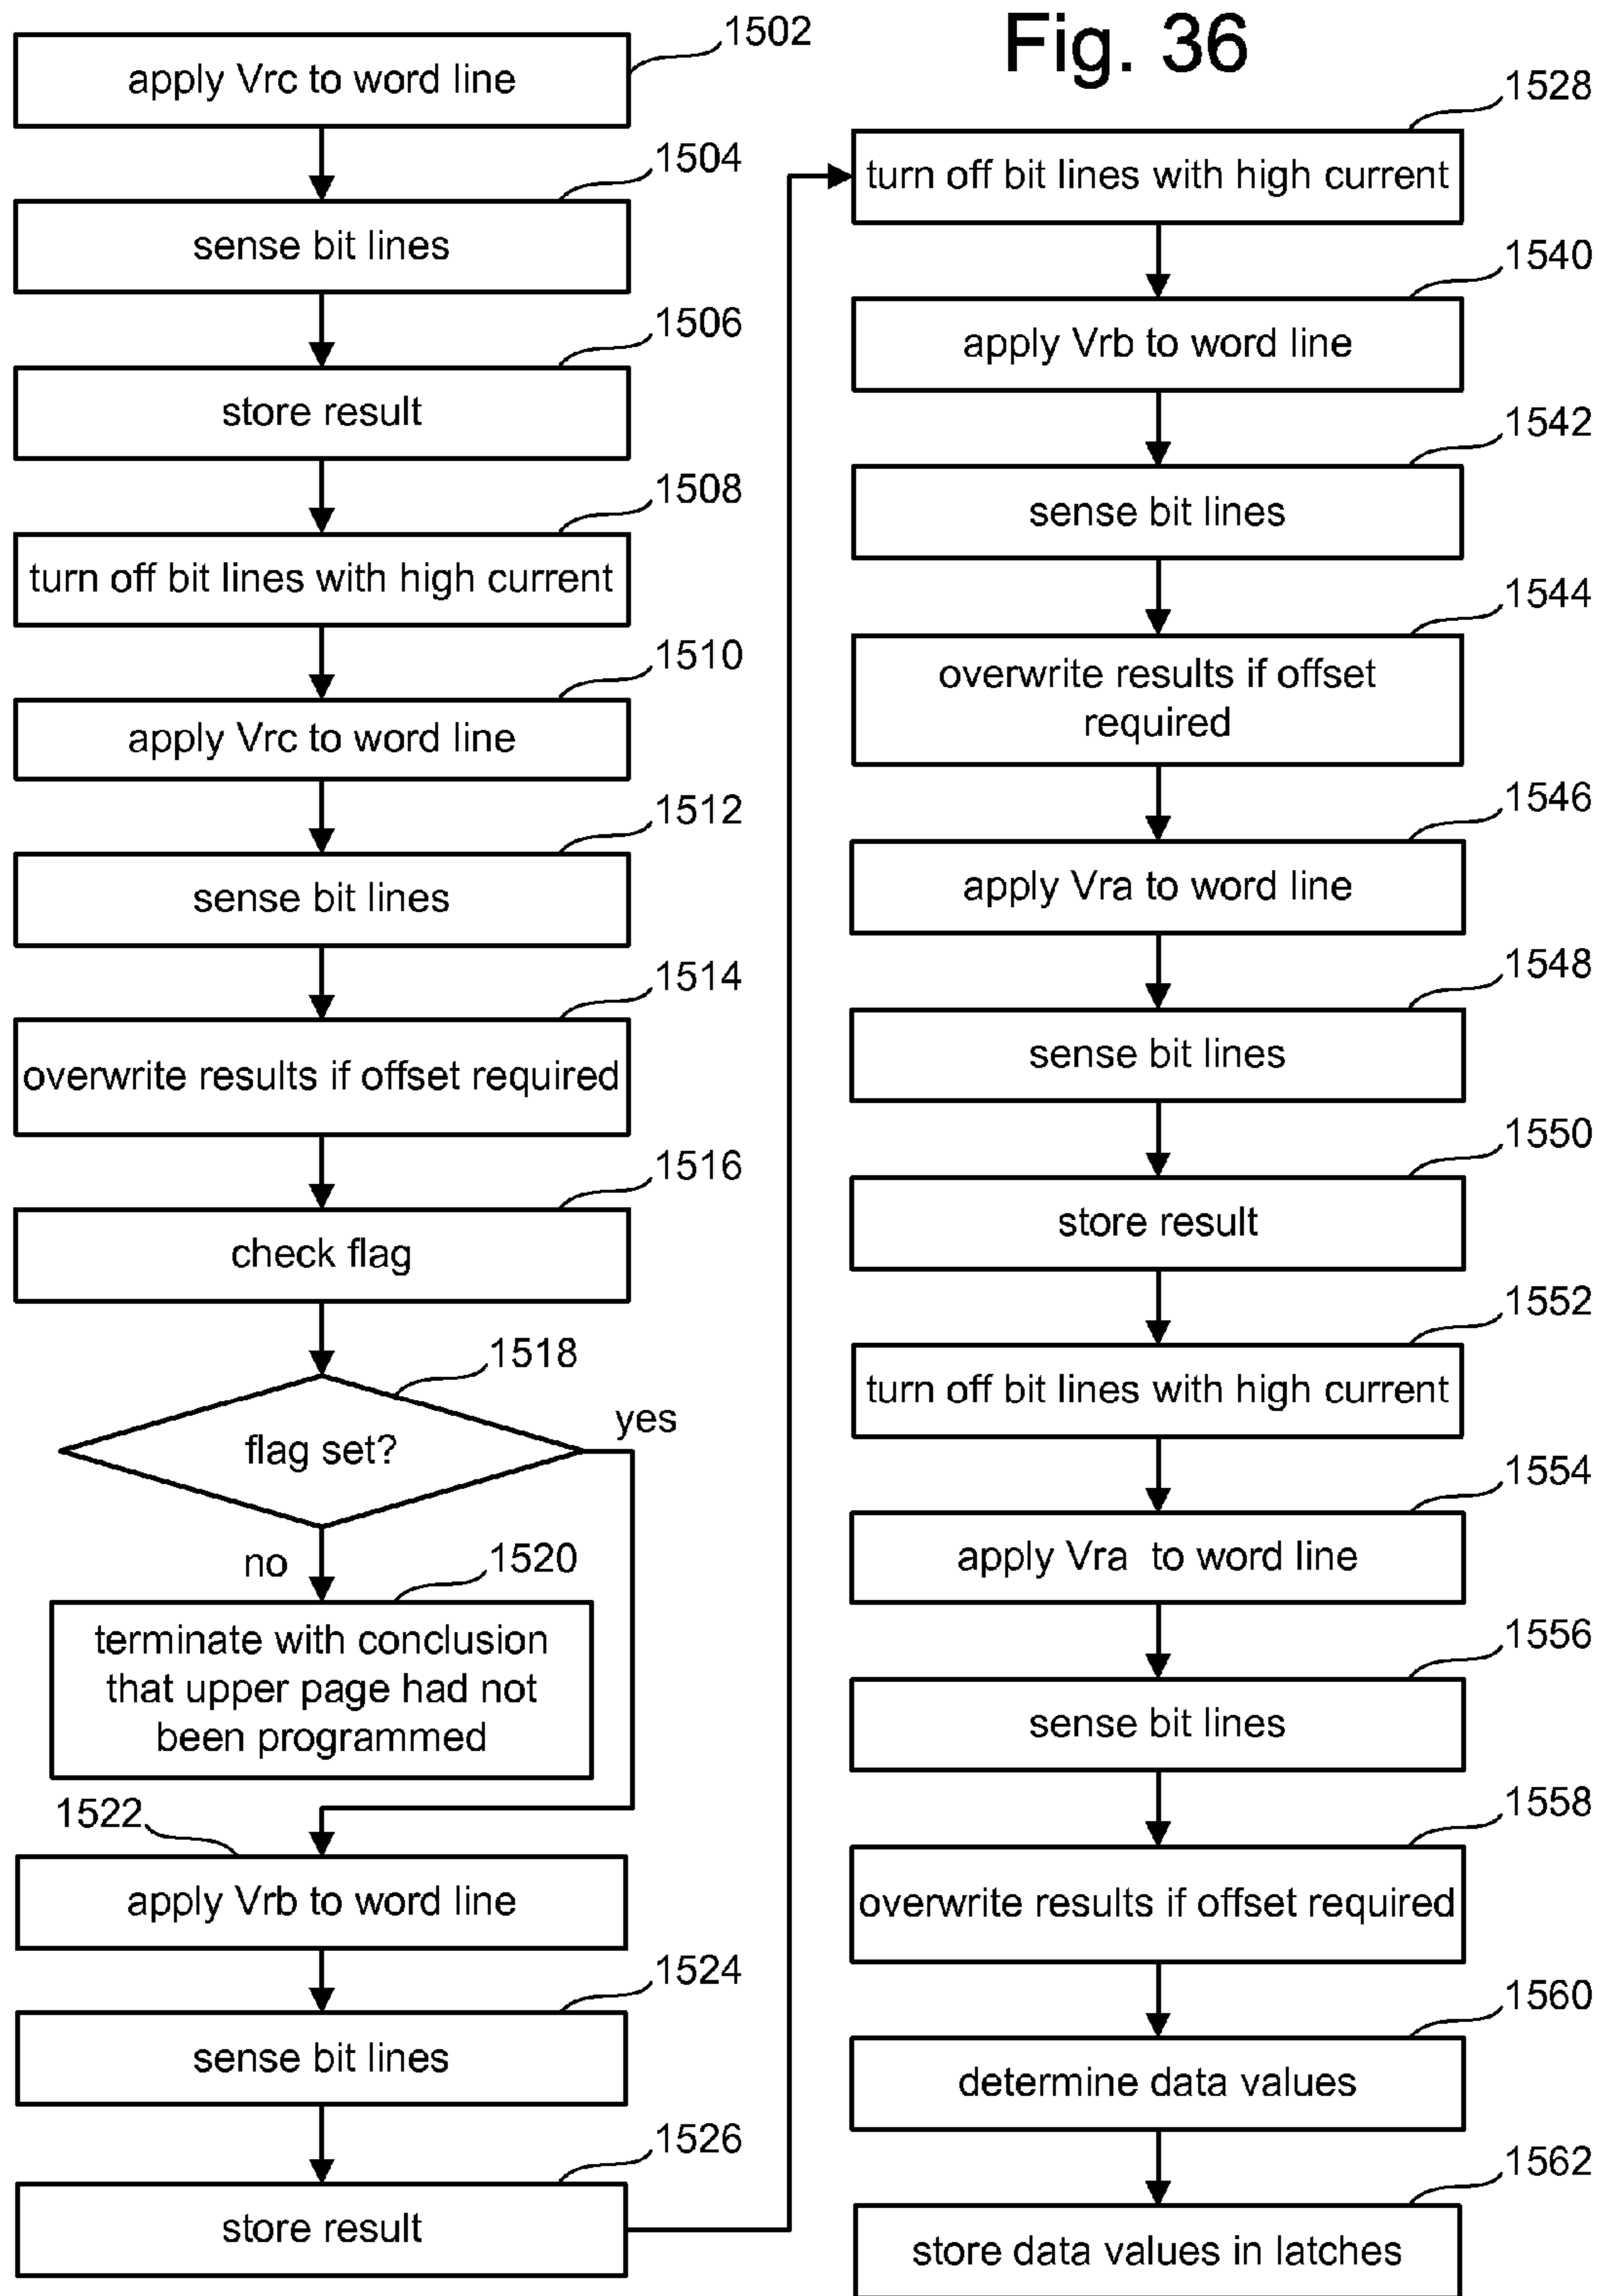 Fig. 36
1502
apply Vrc to word line
1504
sense bit lines
1506
store result
1508
turn off bit lines with high current
1510
apply Vrc to word line
1512
sense bit lines
1514
overwrite results if offset required
1516
check flag
1518
flag set?
yes
no
1520
terminate with conclusion
that upper page had not
been programmed
1522
apply Vrb to word line
1524
sense bit lines
1526
store result
1528
turn off bit lines with high current
1540
apply Vrb to word line
1542
sense bit lines
1544
overwrite results if offset
required
1546
apply Vra to word line
1548
sense bit lines
1550
store result
1552
turn off bit lines with high current
1554
apply Vra to word line
1556
sense bit lines
1558
overwrite results if offset required
1560
determine data values
1562
store data values in latches